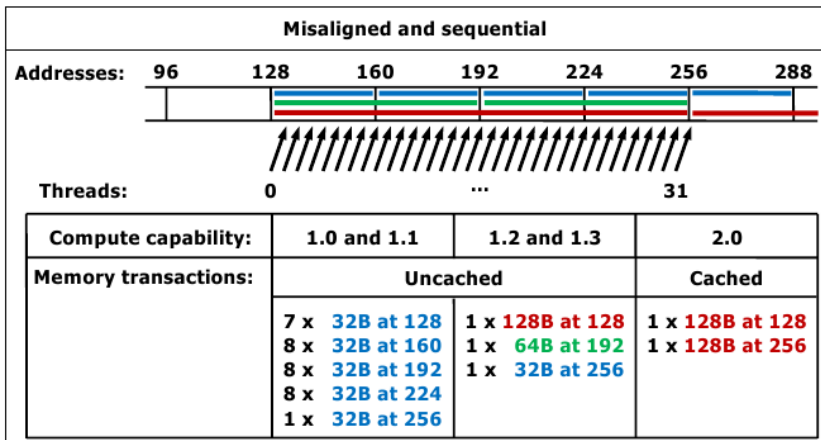 Misaligned and sequential
Addresses: 96 128 160 192 224 256 288
Threads: 0 ... 31
Compute capability: 1.0 and 1.1 1.2 and 1.3 2.0
Memory transactions: Uncached Cached
7 x 32B at 128 1 x 128B at 128 1 x 128B at 128
8 x 32B at 160 1 x 64B at 192 1 x 128B at 256
8 x 32B at 192 1 x 32B at 256
8 x 32B at 224
1 x 32B at 256